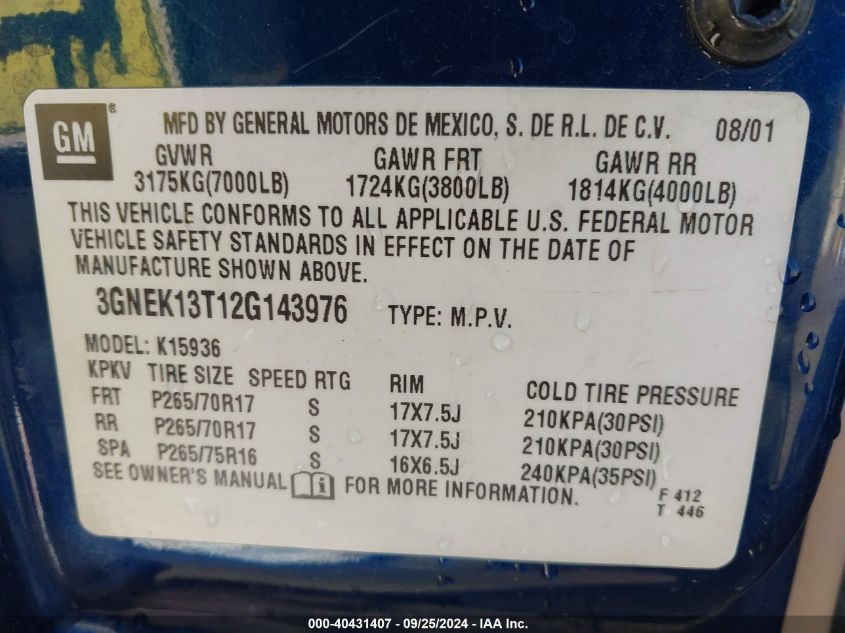 GM ® MFD BY GENERAL MOTORS DE MEXICO, S. DE R.L. DE C.V. 08/01
GVWR GAWR FRT GAWR RR
3175KG(7000LB) 1724KG(3800LB) 1814KG(4000LB)
THIS VEHICLE CONFORMS TO ALL APPLICABLE U.S. FEDERAL MOTOR
VEHICLE SAFETY STANDARDS IN EFFECT ON THE DATE OF
MANUFACTURE SHOWN ABOVE.
3GNEK13T12G143976 TYPE: M.P.V.
MODEL: K15936
KPKV TIRE SIZE SPEED RTG RIM COLD TIRE PRESSURE
FRT P265/70R17 S 17X7.5J 210KPA(30PSI)
RR P265/70R17 S 17X7.5J 210KPA(30PSI)
SPA P265/75R16 S 16X6.5J 240KPA(35PSI)
SEE OWNER'S MANUAL i FOR MORE INFORMATION.
F 412
T 446
000-40431407 - 09/25/2024 - IAA Inc.